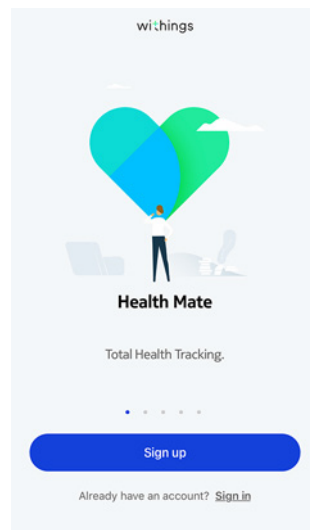 withings
Health Mate
Total Health Tracking.
Sign up
Already have an account? Sign in